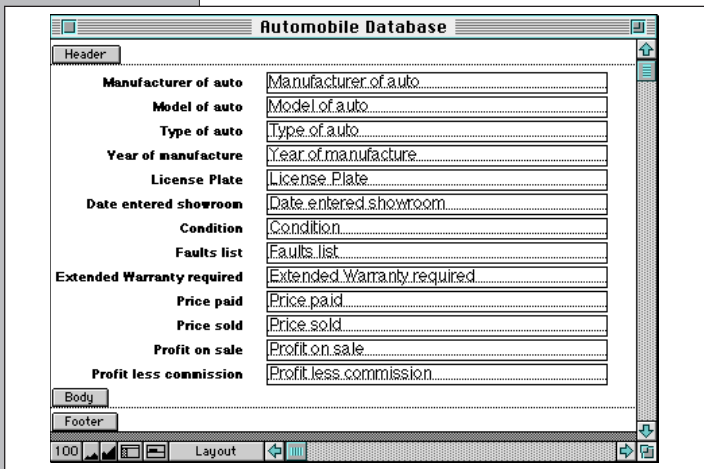 Automobile Database
Header
Manufacturer of auto Manufacturer of auto
Model of auto Model of auto
Type of auto Type of auto
Year of manufacture Year of manufacture
License Plate License Plate
Date entered showroom Date entered showroom
Condition Condition
Faults list Faults list
Extended Warranty required Extended Warranty required
Price paid Price paid
Price sold Price sold
Profit on sale Profit on sale
Profit less commission Profit less commission
Body
Footer
100 Layout